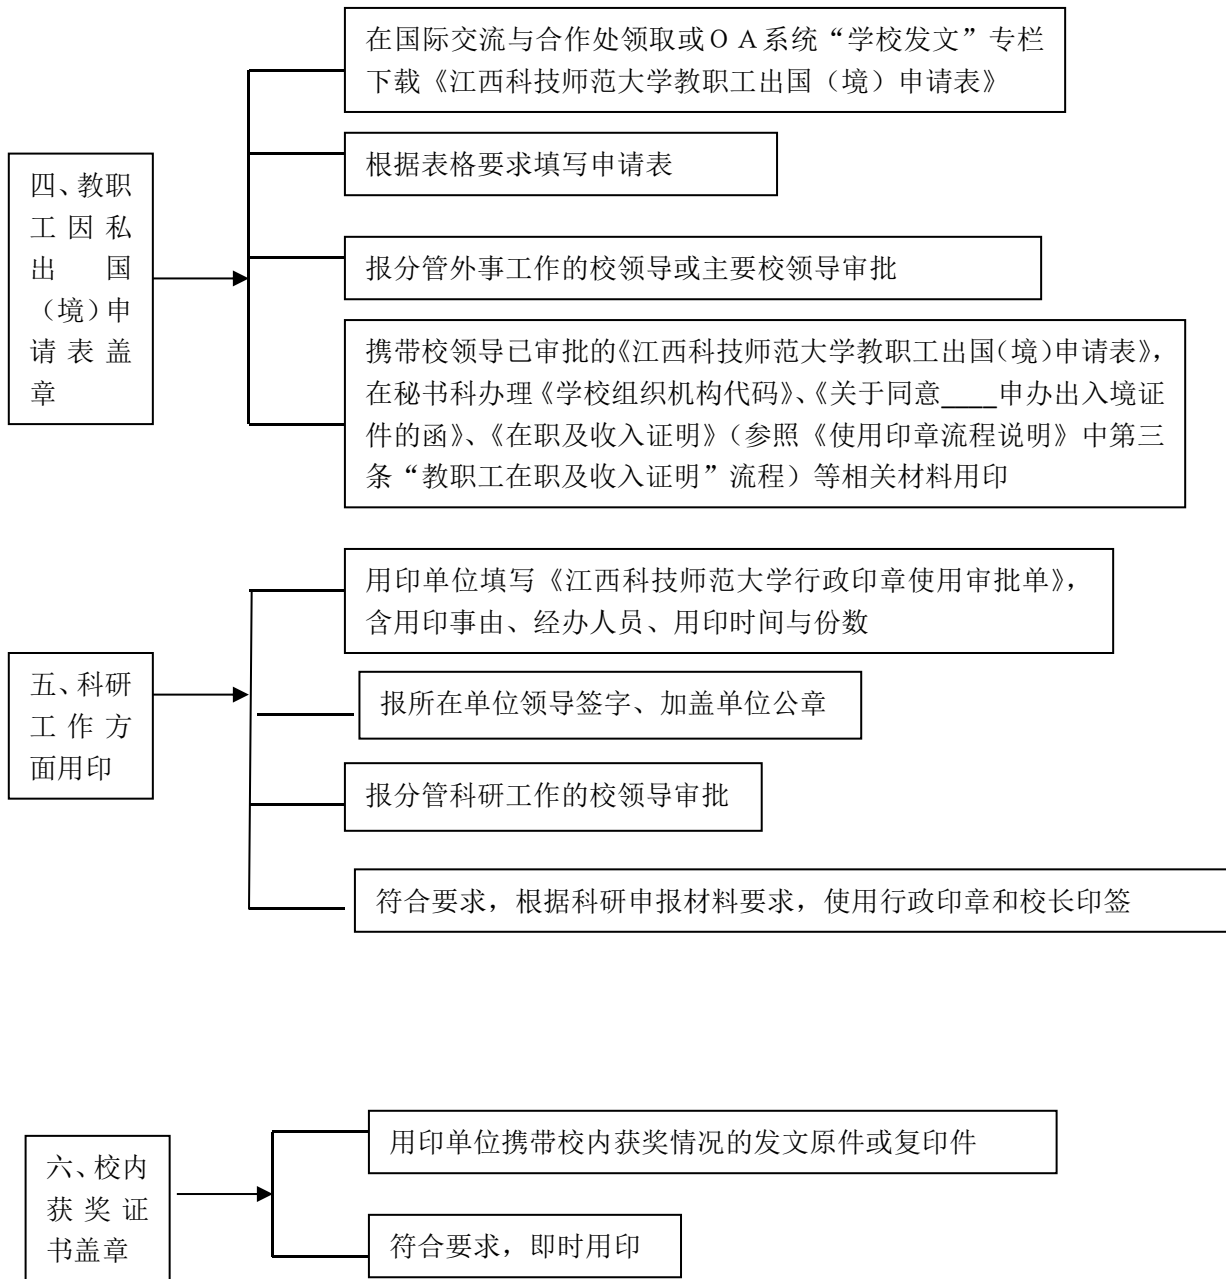 在国际交流与合作处领取或OA系统“学校发文”专栏
下载《江西科技师范大学教职工出国（境）申请表》
四、教职
工因私
出国
（境）申
请表盖
章
根据表格要求填写申请表
报分管外事工作的校领导或主要校领导审批
携带校领导已审批的《江西科技师范大学教职工出国（境）申请表》，
在秘书科办理《学校组织机构代码》、《关于同意____申办出入境证
件的函》、《在职及收入证明》（参照《使用印章流程说明》中第三
条“教职工在职及收入证明”流程）等相关材料用印
五、科研
工作方
面用印
用印单位填写《江西科技师范大学行政印章使用审批单》，
含用印事由、经办人员、用印时间与份数
报所在单位领导签字、加盖单位公章
报分管科研工作的校领导审批
符合要求，根据科研申报材料要求，使用行政印章和校长印签
六、校内
获奖证
书盖章
用印单位携带校内获奖情况的发文原件或复印件
符合要求，即时用印